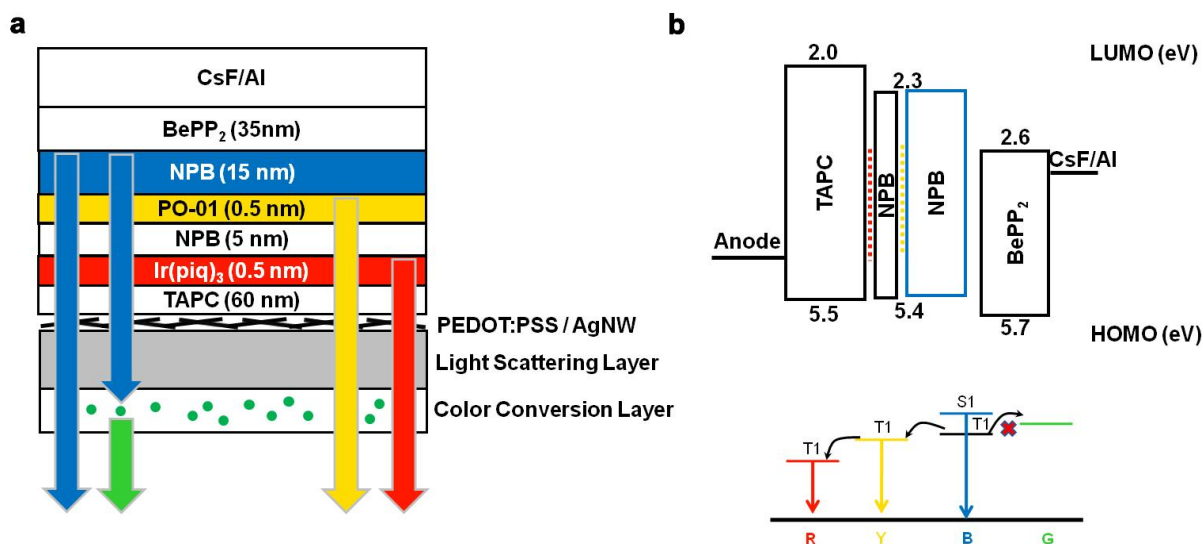 a
CsF/Al
BePP₂ (35nm)
NPB (15 nm)
PO-01 (0.5 nm)
NPB (5 nm)
Ir(piq)₃ (0.5 nm)
TAPC (60 nm)
PEDOT:PSS / AgNW
Light Scattering Layer
Color Conversion Layer
b
LUMO (eV)
2.0
2.3
2.6
CsF/Al
Anode
TAPC
NPB
NPB
BePP₂
5.5
5.4
5.7
HOMO (eV)
S1
T1
T1
T1
R
Y
B
G